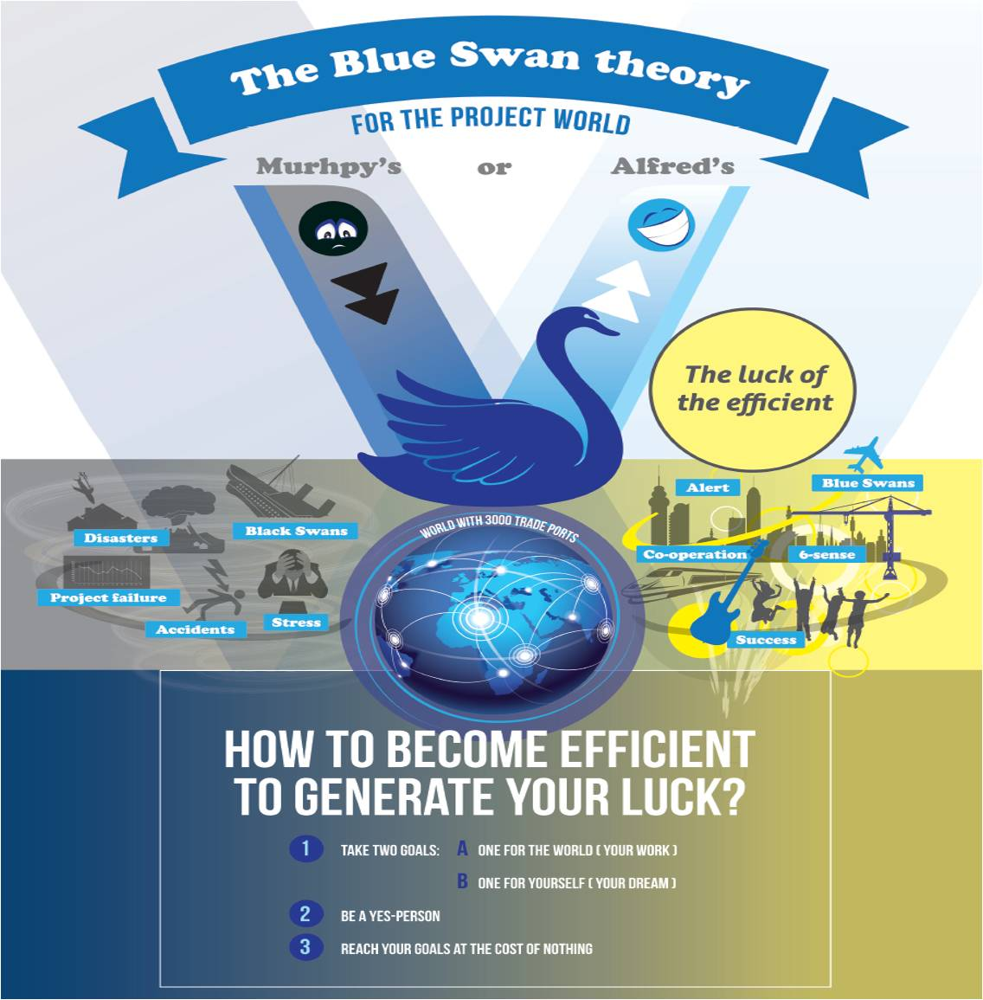 The Blue Swan theory
FOR THE PROJECT WORLD
Murhpy's or Alfred's
The luck of
the efficient
Disasters
Black Swans
Project failure
Accidents
Stress
WORLD WITH 3000 TRADE PORTS
Alert
Blue Swans
Co-operation
6-sense
Success
HOW TO BECOME EFFICIENT
TO GENERATE YOUR LUCK?
1 TAKE TWO GOALS: A ONE FOR THE WORLD ( YOUR WORK )
B ONE FOR YOURSELF ( YOUR DREAM )
2 BE A YES-PERSON
3 REACH YOUR GOALS AT THE COST OF NOTHING